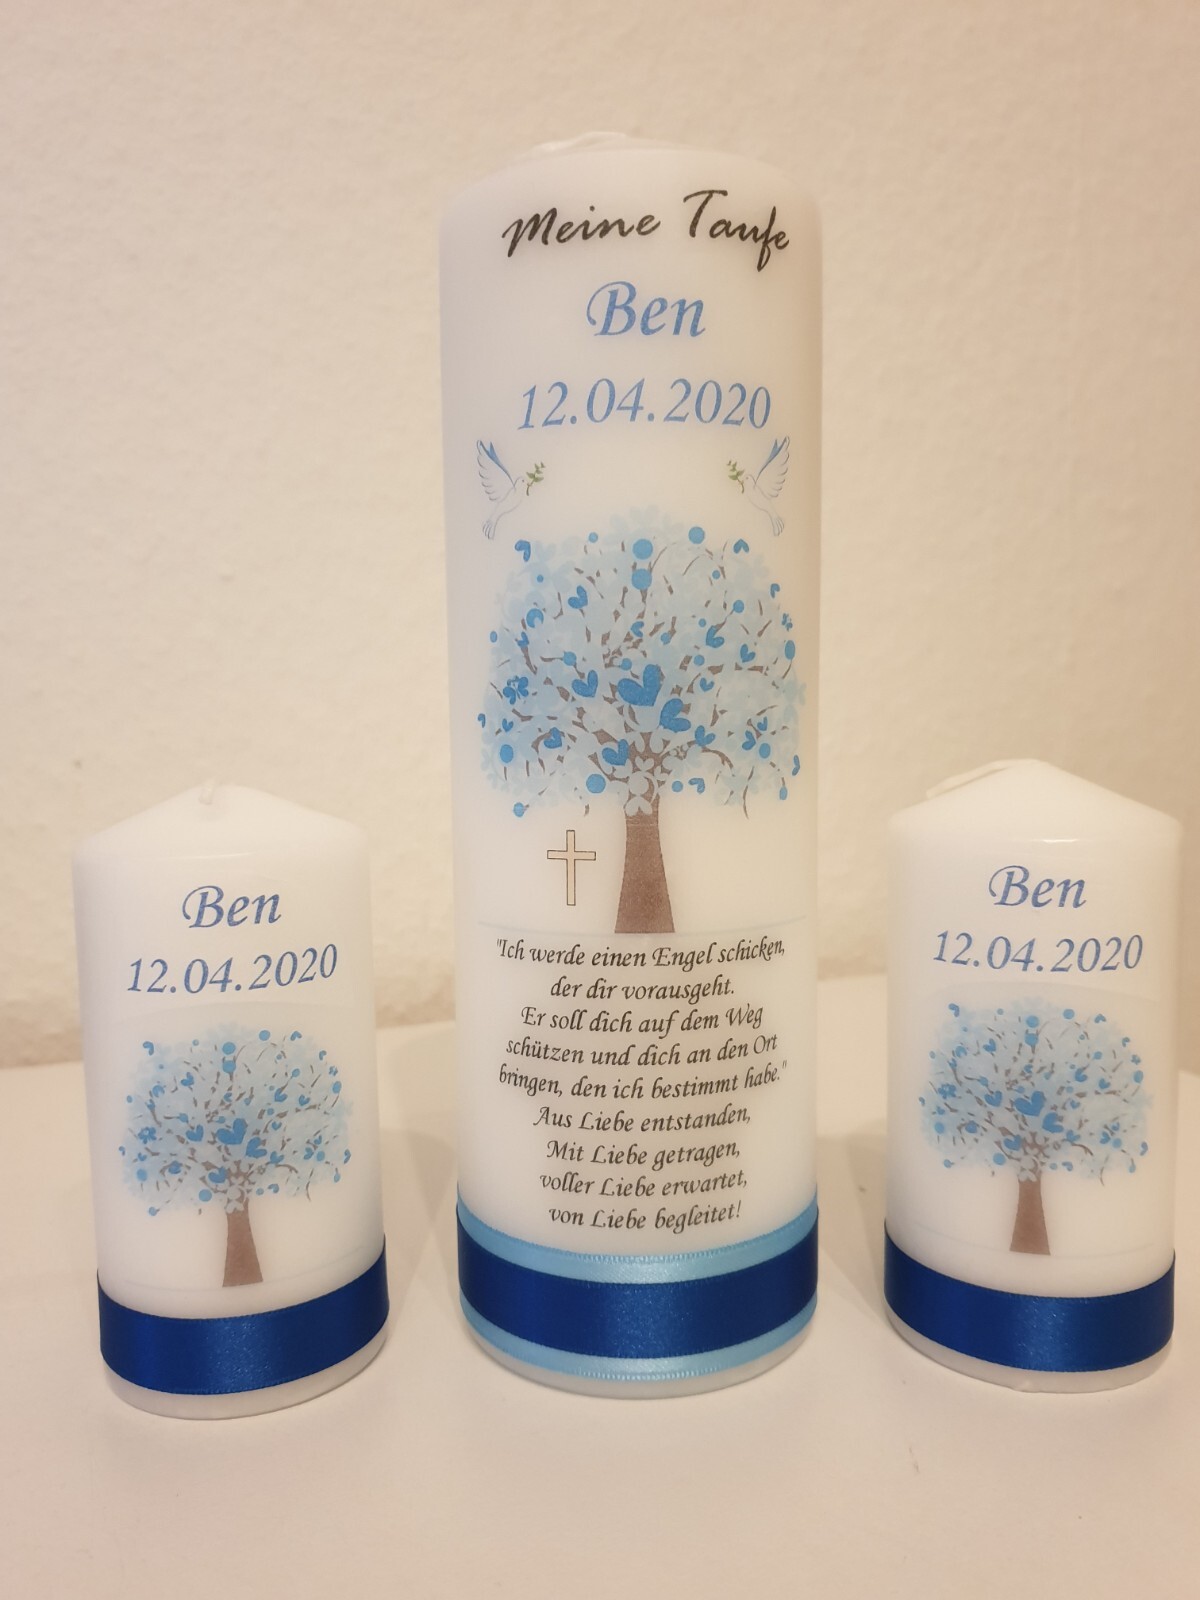 Meine Taufe
Ben
12.04.2020
"Ich werde einen Engel schicken,
der dir vorausgeht.
Er soll dich auf dem Weg
schützen und dich an den Ort
bringen, den ich bestimmt habe."
Aus Liebe entstanden,
Mit Liebe getragen,
voller Liebe erwartet,
von Liebe begleitet!
Ben
12.04.2020
Ben
12.04.2020